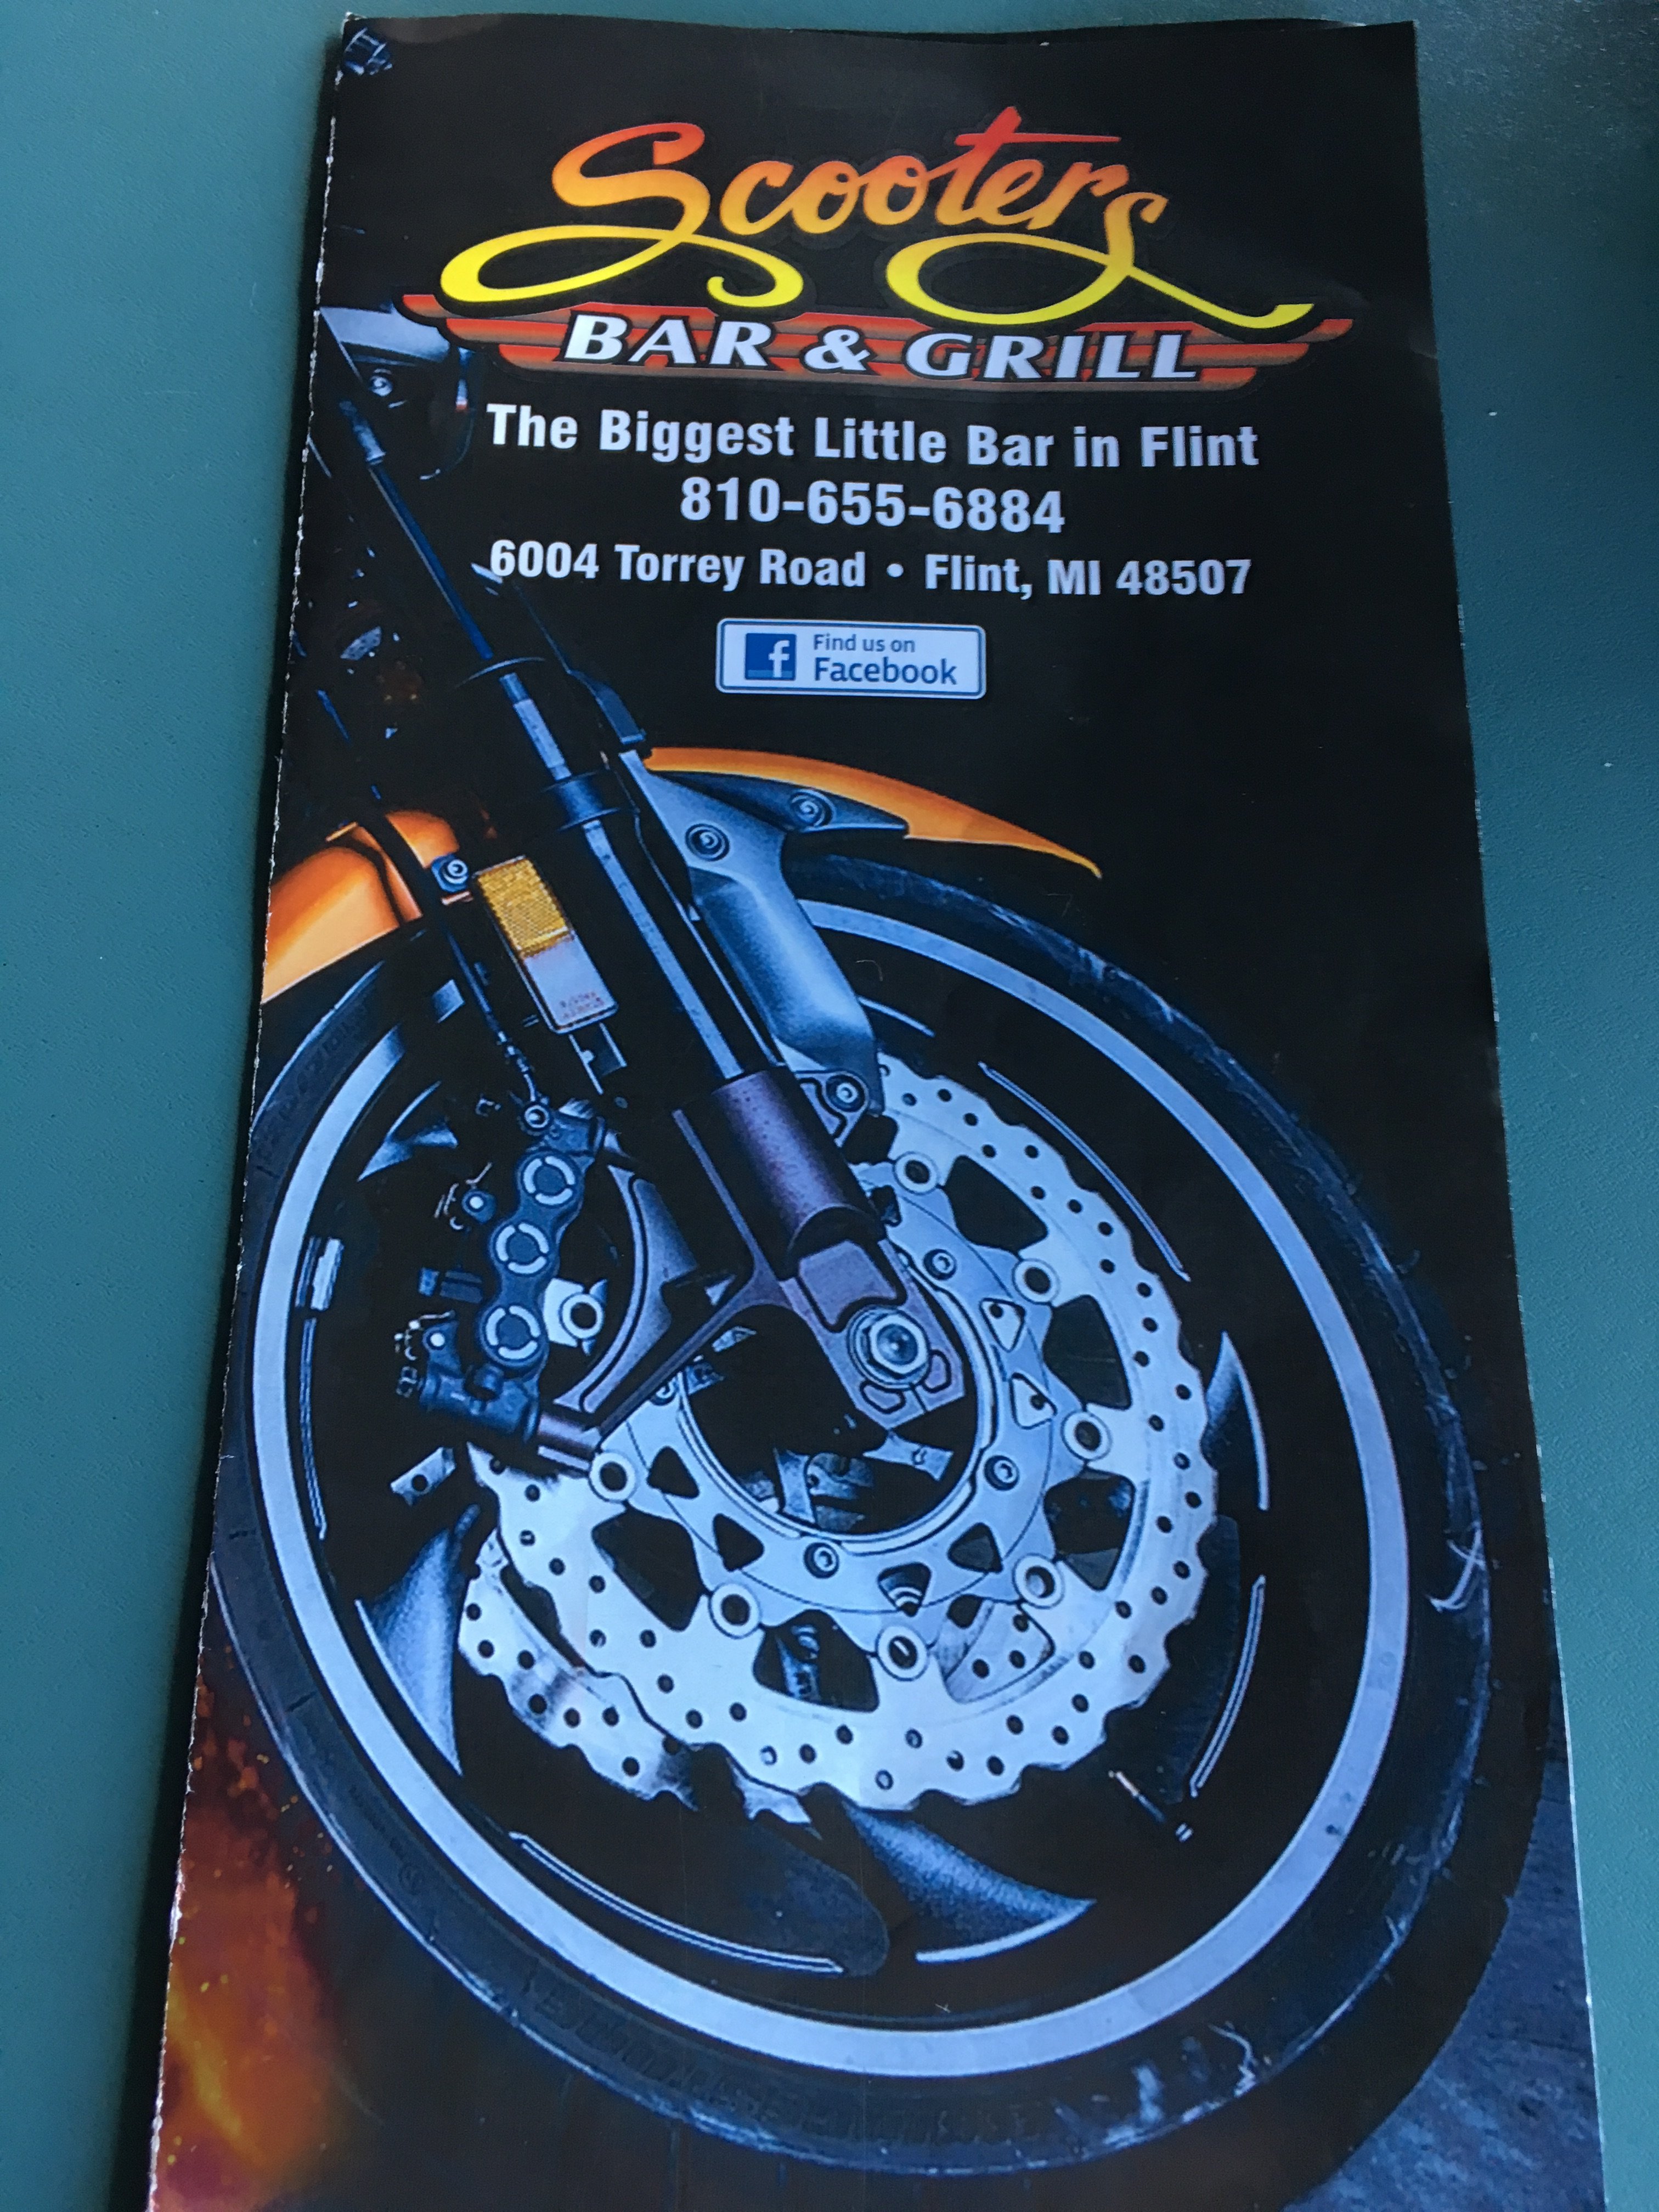 Scooters
BAR & GRILL
The Biggest Little Bar in Flint
810-655-6884
6004 Torrey Road • Flint, MI 48507
f Find us on
Facebook